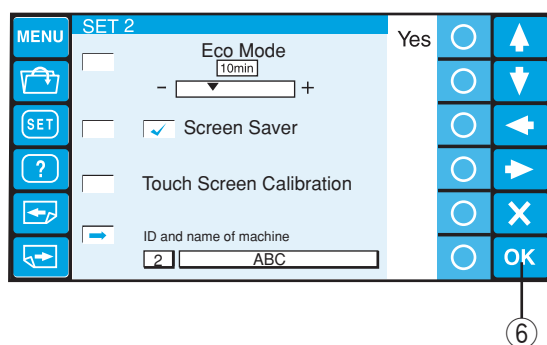 MENU
SET 2
Yes
Eco Mode
10min
- +
SET
Screen Saver
?
Touch Screen Calibration
ID and name of machine
2 ABC
OK
⑥